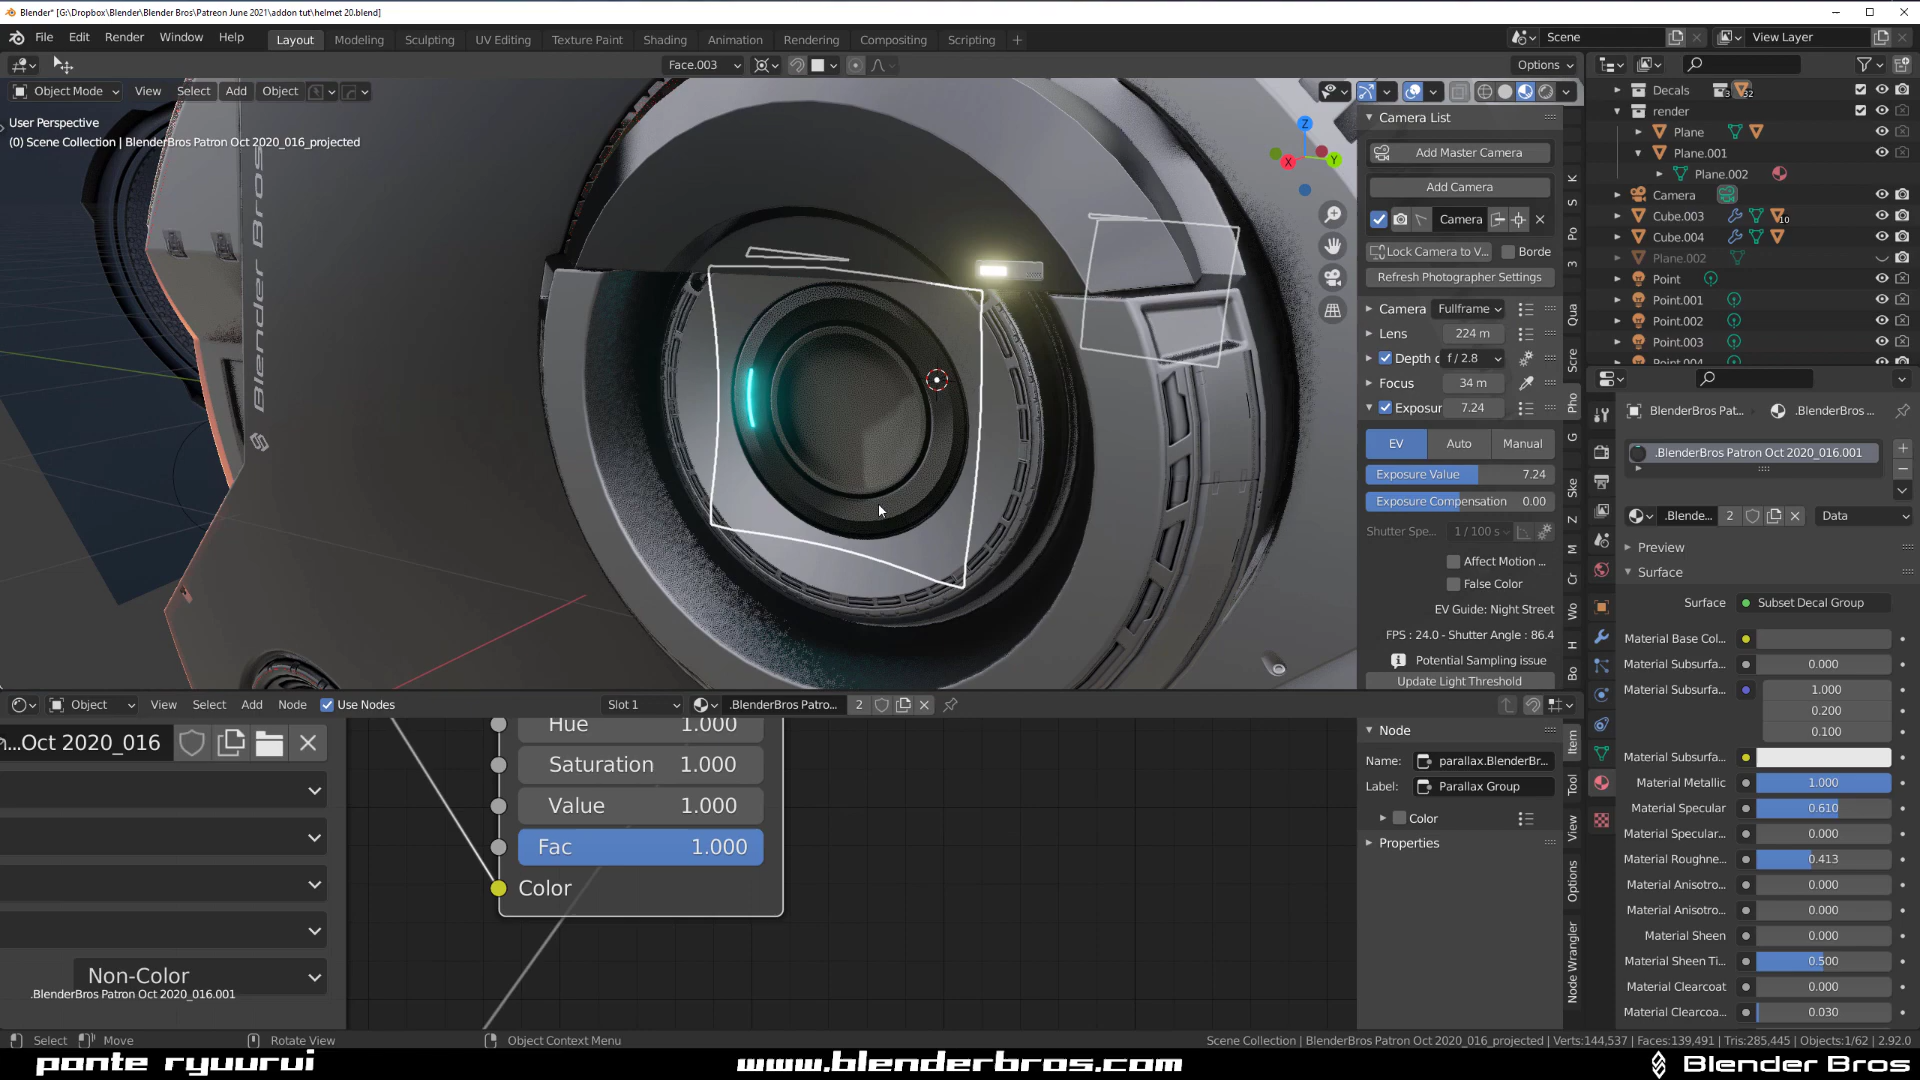 Blender* [G:\Dropbox\Blender\Blender Bros\Patreon June 2021\addon tut\helmet 20.blend]
File Edit Render Window Help Layout Modeling Sculpting UV Editing Texture Paint Shading Animation Rendering Compositing Scripting + Scene View Layer
Face.003 Options
Object Mode View Select Add Object
User Perspective
(0) Scene Collection | BlenderBros Patron Oct 2020_016_projected
Blender Bros
Z
X
Y
Camera List
Add Master Camera
Add Camera
Camera
Lock Camera to V... Borde
Refresh Photographer Settings
Camera Fullframe
Lens 224 m
Depth c f / 2.8
Focus 34 m
Exposur 7.24
EV Auto Manual
Exposure Value 7.24
Exposure Compensation 0.00
Shutter Spe... 1 / 100 s
Affect Motion ...
False Color
EV Guide: Night Street
FPS : 24.0 - Shutter Angle : 86.4
Potential Sampling issue
Update Light Threshold
K
S
Po
3
Qua
Scre
Pho
G
Ske
Z
M
Cr
Wo
H
Bo
Decals 3 32
render
Plane
Plane.001
Plane.002
Camera
Cube.003 10
Cube.004
Plane.002
Point
Point.001
Point.002
Point.003
Point.004
BlenderBros Pat... .BlenderBros ...
.BlenderBros Patron Oct 2020_016.001
.Blende... 2 Data
Preview
Surface
Surface Subset Decal Group
Material Base Col...
Material Subsurfa... 0.000
Material Subsurfa... 1.000
0.200
0.100
Material Subsurfa...
Material Metallic 1.000
Material Specular 0.610
Material Specular... 0.000
Material Roughne... 0.413
Material Anisotro... 0.000
Material Anisotro... 0.000
Material Sheen 0.000
Material Sheen Ti... 0.500
Material Clearcoat 0.000
Material Clearcoa... 0.030
Object View Select Add Node Use Nodes Slot 1 .BlenderBros Patro... 2
...Oct 2020_016
Non-Color
.BlenderBros Patron Oct 2020_016.001
Hue 1.000
Saturation 1.000
Value 1.000
Fac 1.000
Color
Node
Name: parallax.BlenderBr...
Label: Parallax Group
Color
Properties
Item
Tool
View
Options
Node Wrangler
Select Move Rotate View Object Context Menu
Scene Collection | BlenderBros Patron Oct 2020_016_projected | Verts:144,537 | Faces:139,491 | Tris:285,445 | Objects:1/62 | 2.92.0
ponte ryuurui www.blenderbros.com Blender Bros